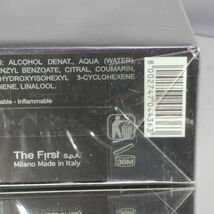 : ALCOHOL DENAT., AQUA (WATER)
NZYL BENZOATE, CITRAL, COUMARIN,
HYDROXYISOHEXYL 3-CYCLOHEXENE
NENE, LINALOOL.
able - Inflammable
The First S.p.A.
Milano Made in Italy
36M
8002747044363